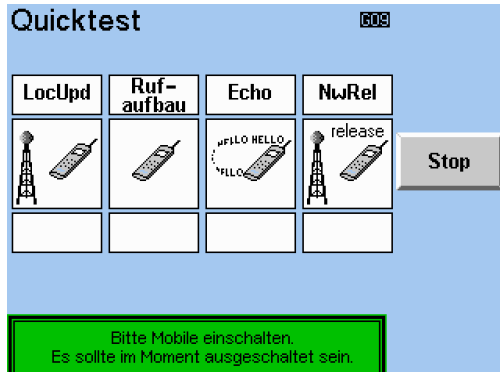 Quicktest
G09
LocUpd
Ruf-
aufbau
Echo
NwRel
HELLO HELLO
HELLO
release
Stop
Bitte Mobile einschalten.
Es sollte im Moment ausgeschaltet sein.